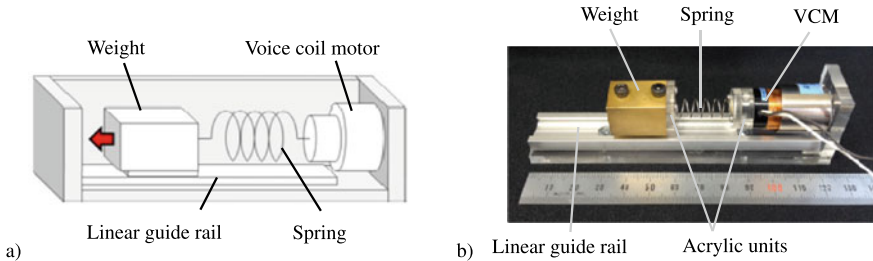 Weight
Voice coil motor
Linear guide rail
Spring
a)
Weight
Spring
VCM
Linear guide rail
Acrylic units
b)